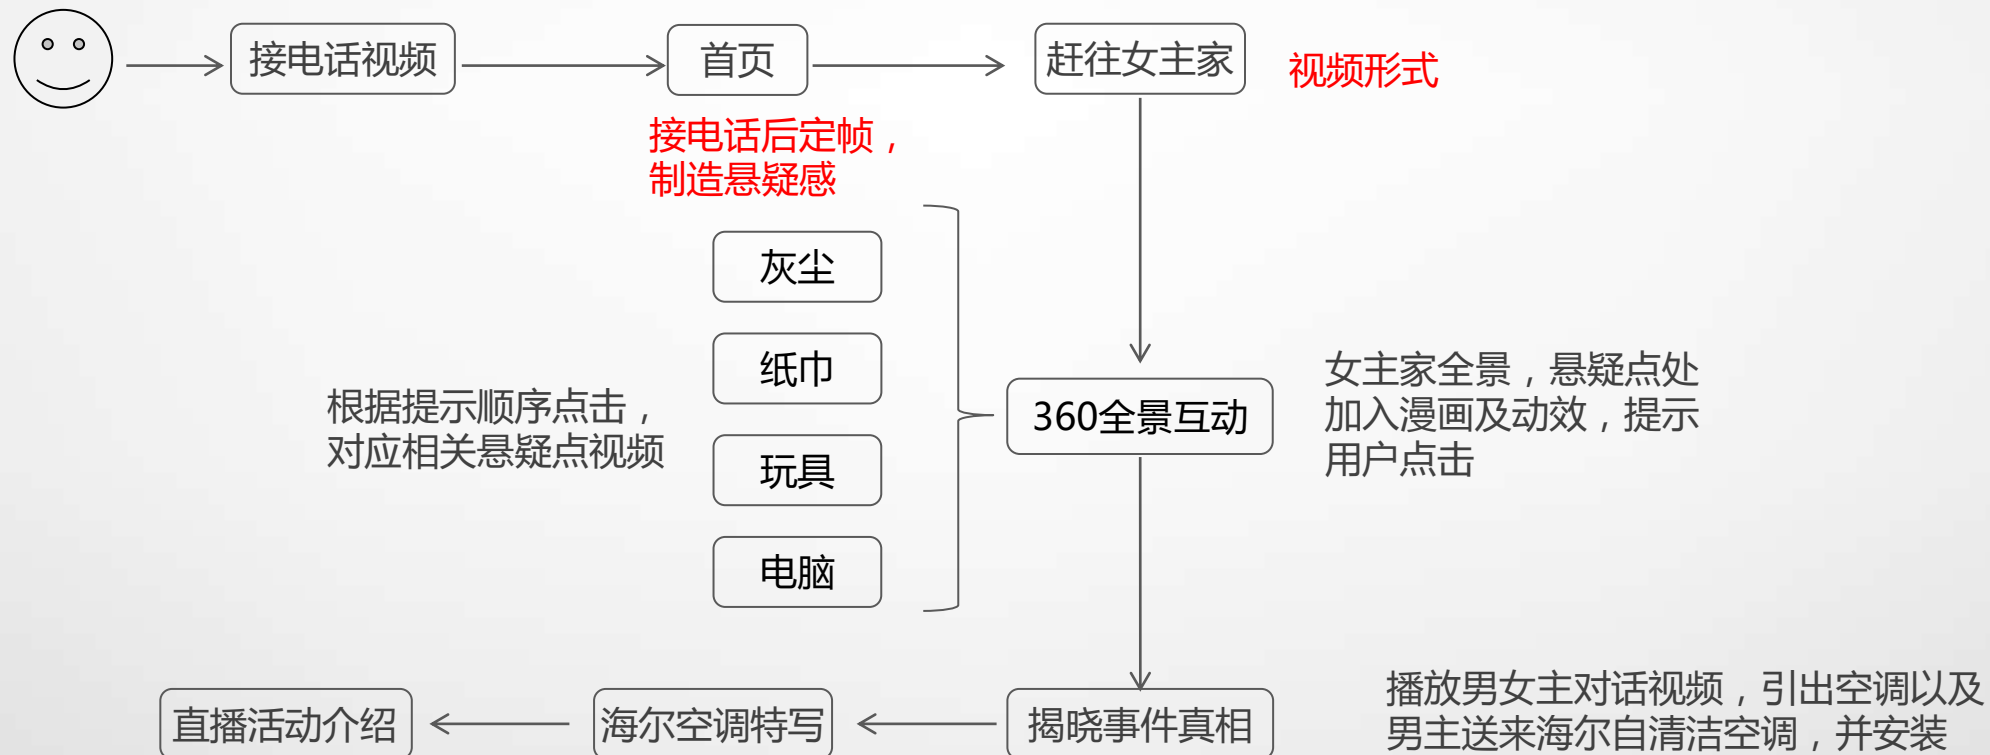 接电话视频
首页
赶往女主家
视频形式
接电话后定帧，
制造悬疑感
灰尘
纸巾
玩具
电脑
根据提示顺序点击，
对应相关悬疑点视频
360全景互动
女主家全景，悬疑点处
加入漫画及动效，提示
用户点击
直播活动介绍
海尔空调特写
揭晓事件真相
播放男女主对话视频，引出空调以及
男主送来海尔自清洁空调，并安装